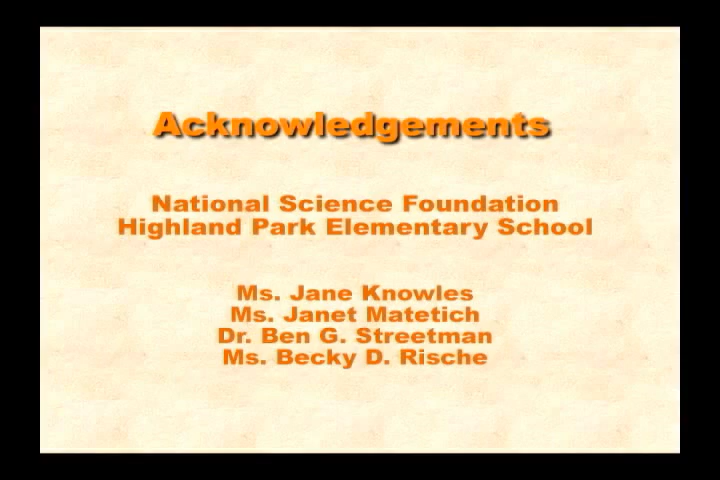 Acknowledgements
National Science Foundation
Highland Park Elementary School
Ms. Jane Knowles
Ms. Janet Matetich
Dr. Ben G. Streetman
Ms. Becky D. Rische